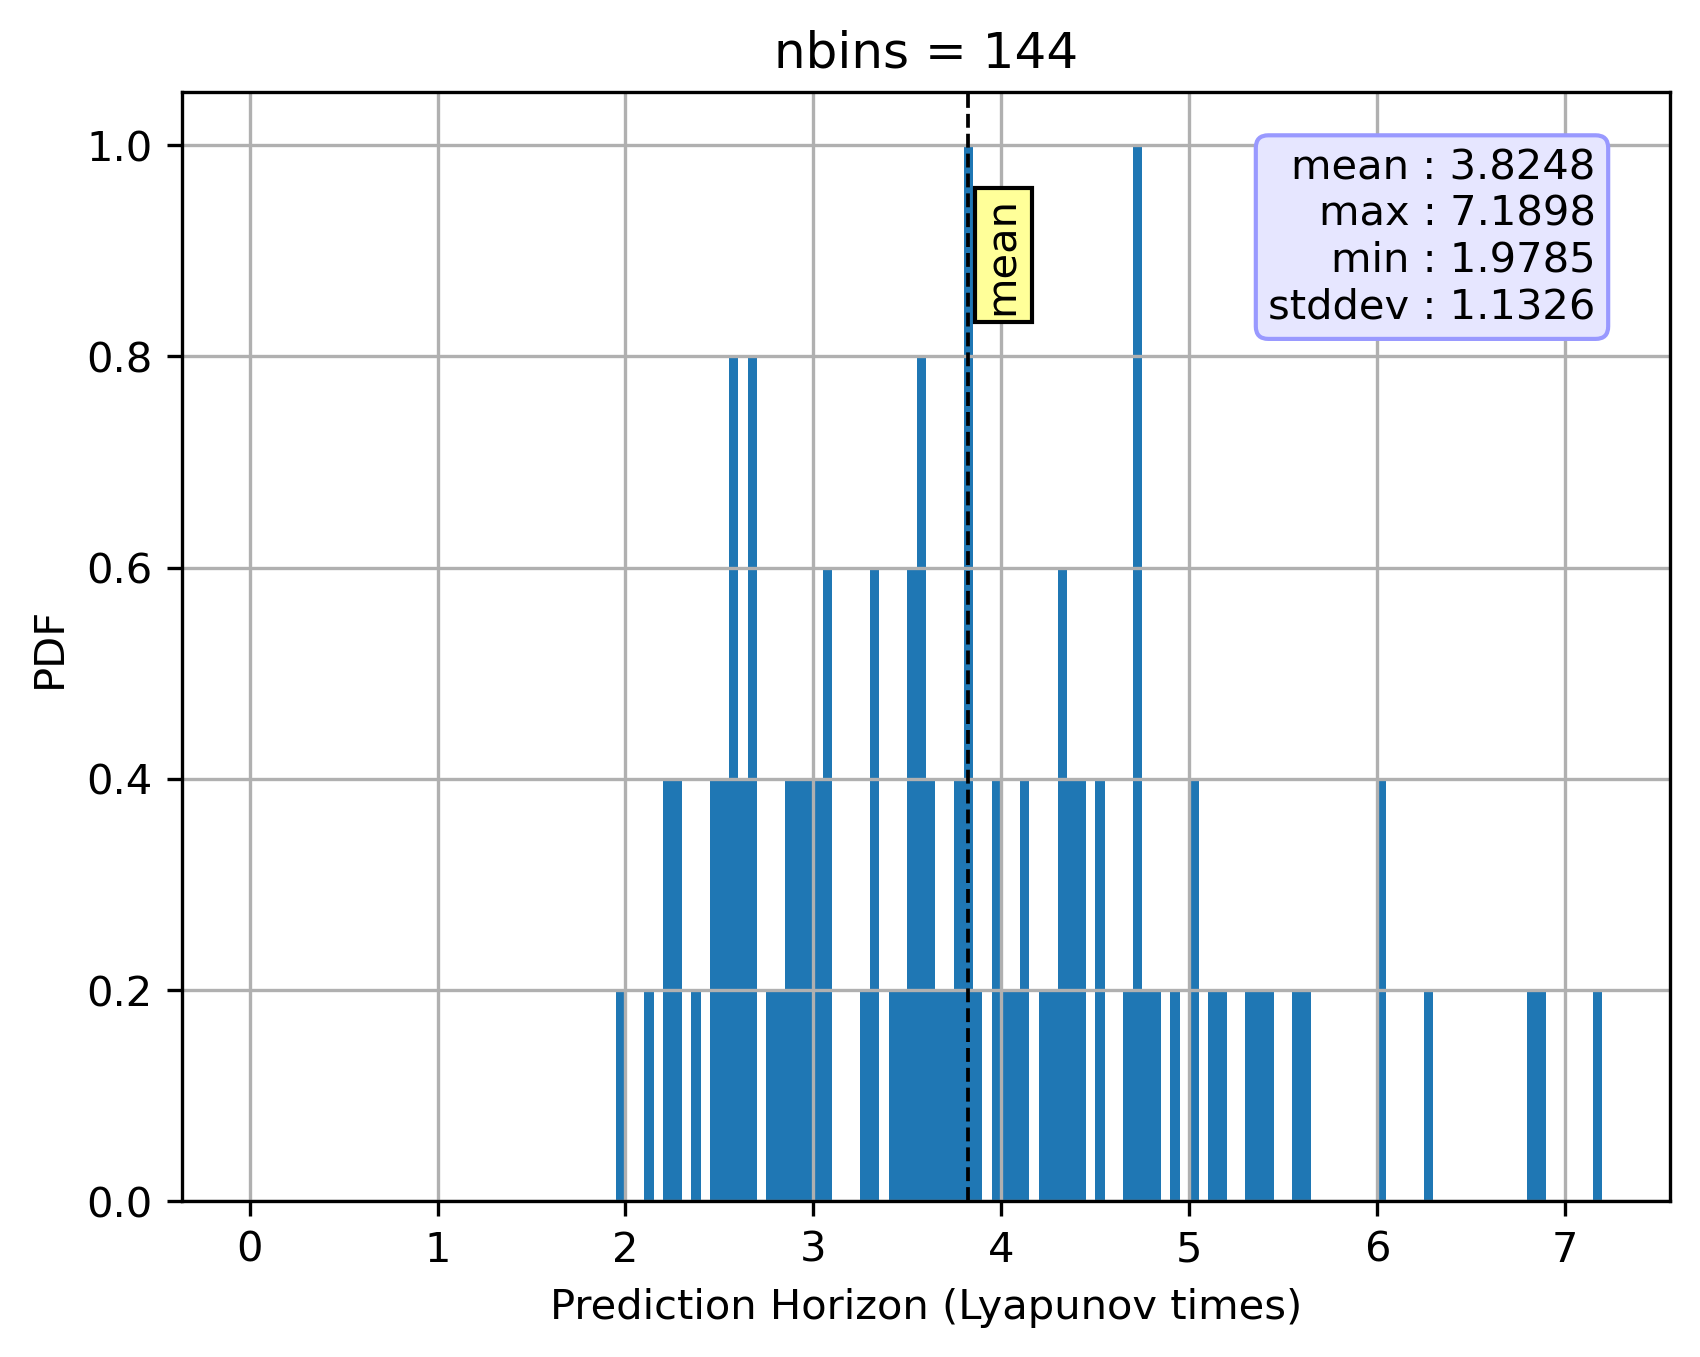 nbins = 144
1.0
0.8
0.6
0.4
0.2
0.0
PDF
mean
mean : 3.8248
max : 7.1898
min : 1.9785
stddev : 1.1326
0 1 2 3 4 5 6 7
Prediction Horizon (Lyapunov times)